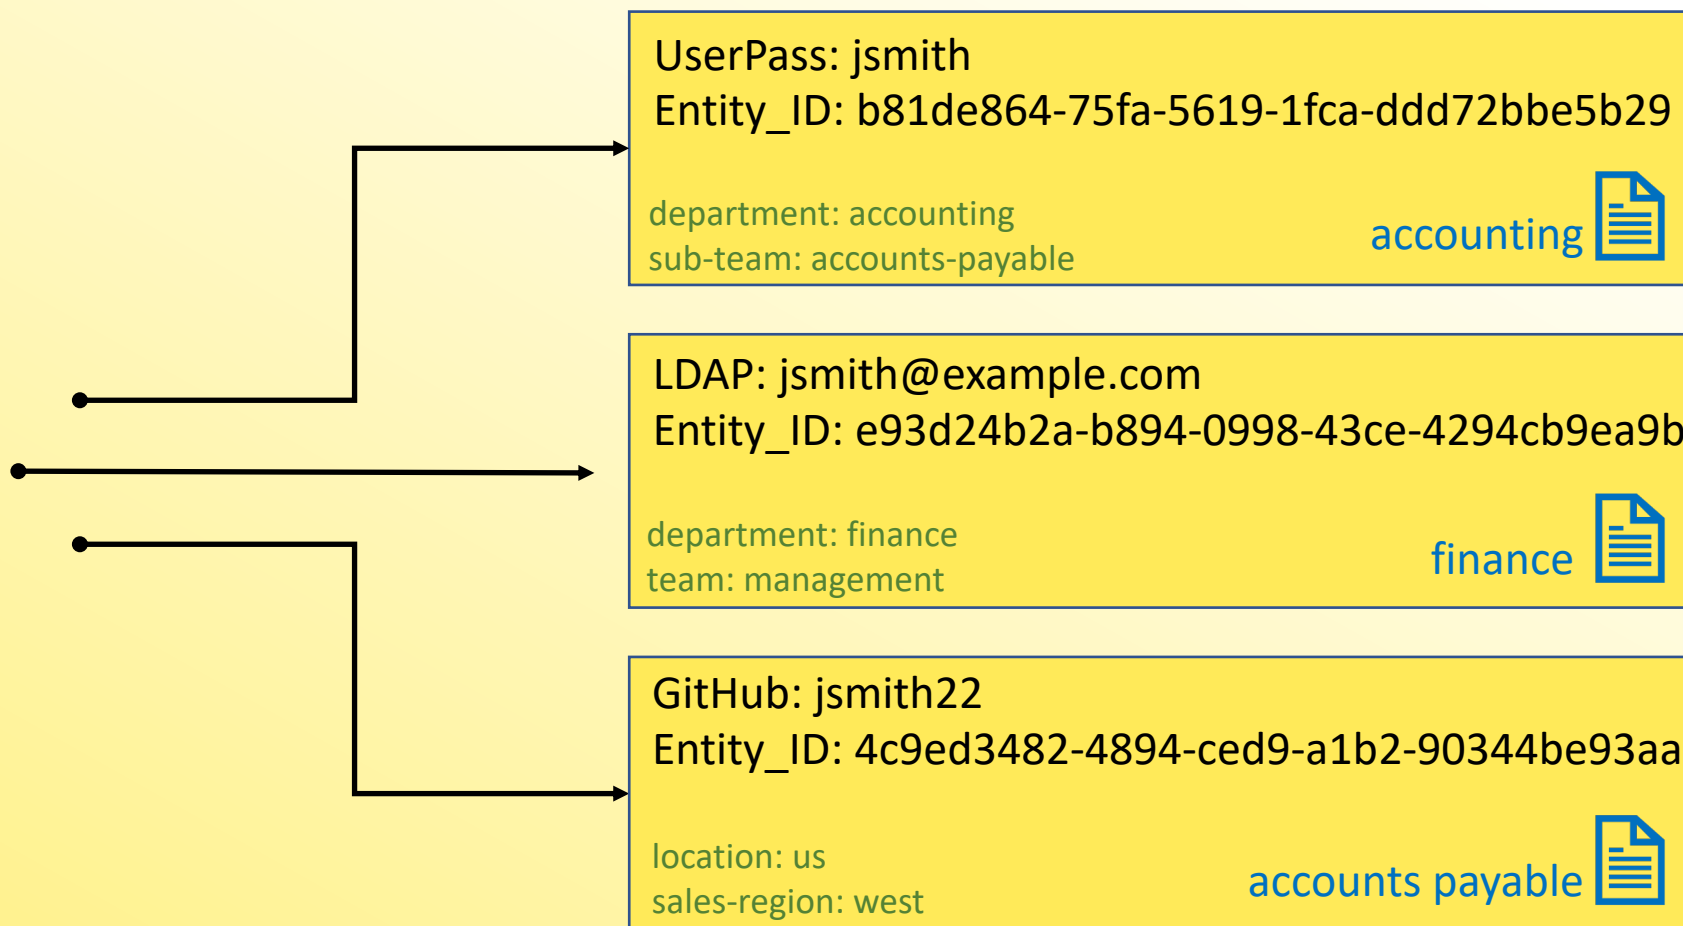 UserPass: jsmith
Entity_ID: b81de864-75fa-5619-1fca-ddd72bbe5b29
department: accounting
sub-team: accounts-payable
accounting
LDAP: jsmith@example.com
Entity_ID: e93d24b2a-b894-0998-43ce-4294cb9ea9b
department: finance
team: management
finance
GitHub: jsmith22
Entity_ID: 4c9ed3482-4894-ced9-a1b2-90344be93aa
location: us
sales-region: west
accounts payable